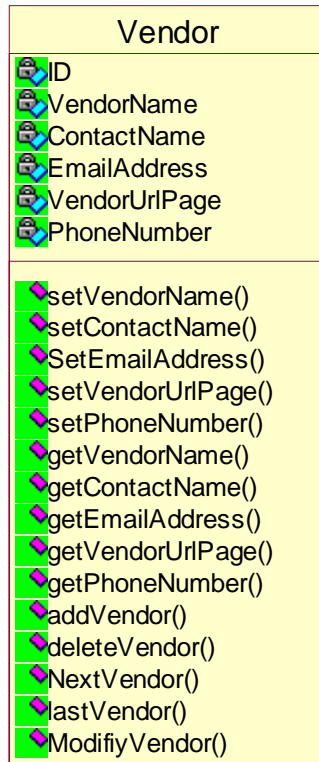 Vendor
ID
VendorName
ContactName
EmailAddress
VendorUrlPage
PhoneNumber
setVendorName()
setContactName()
SetEmailAddress()
setVendorUrlPage()
setPhoneNumber()
getVendorName()
getContactName()
getEmailAddress()
getVendorUrlPage()
getPhoneNumber()
addVendor()
deleteVendor()
NextVendor()
lastVendor()
ModifiyVendor()